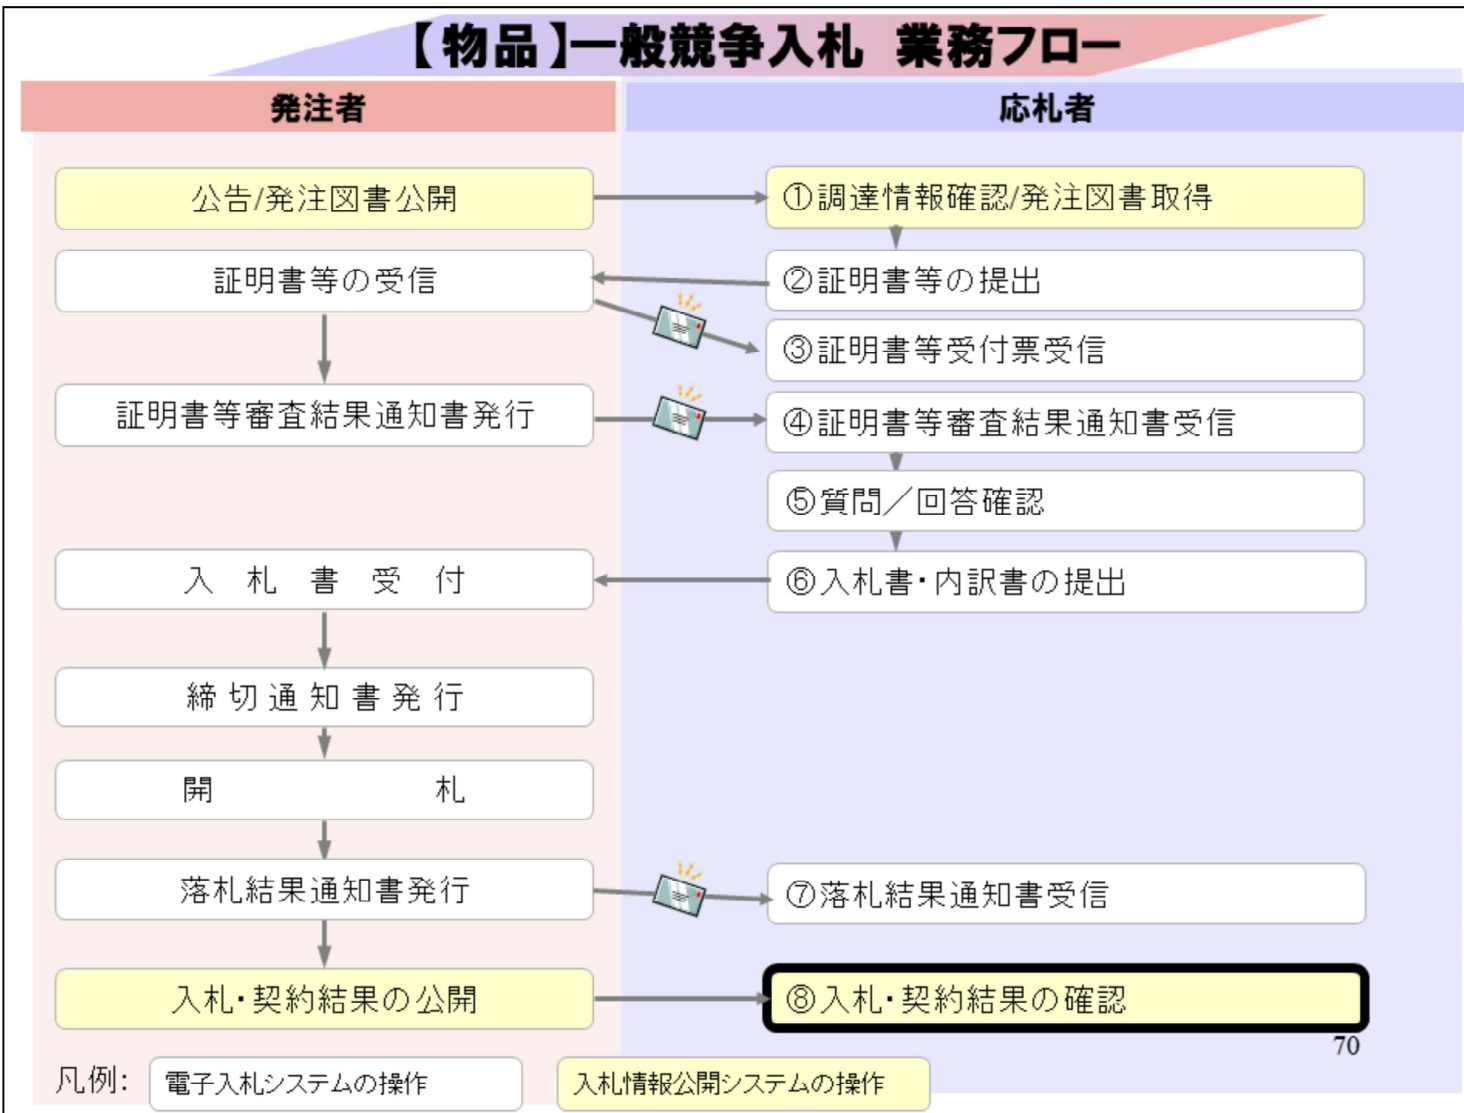 【物品】一般競争入札 業務フロー
発注者
応札者
公告/発注図書公開
①調達情報確認/発注図書取得
証明書等の受信
②証明書等の提出
③証明書等受付票受信
証明書等審査結果通知書発行
④証明書等審査結果通知書受信
⑤質問／回答確認
入札書受付
⑥入札書・内訳書の提出
締切通知書発行
開札
落札結果通知書発行
⑦落札結果通知書受信
入札・契約結果の公開
⑧入札・契約結果の確認
70
凡例: 電子入札システムの操作 入札情報公開システムの操作